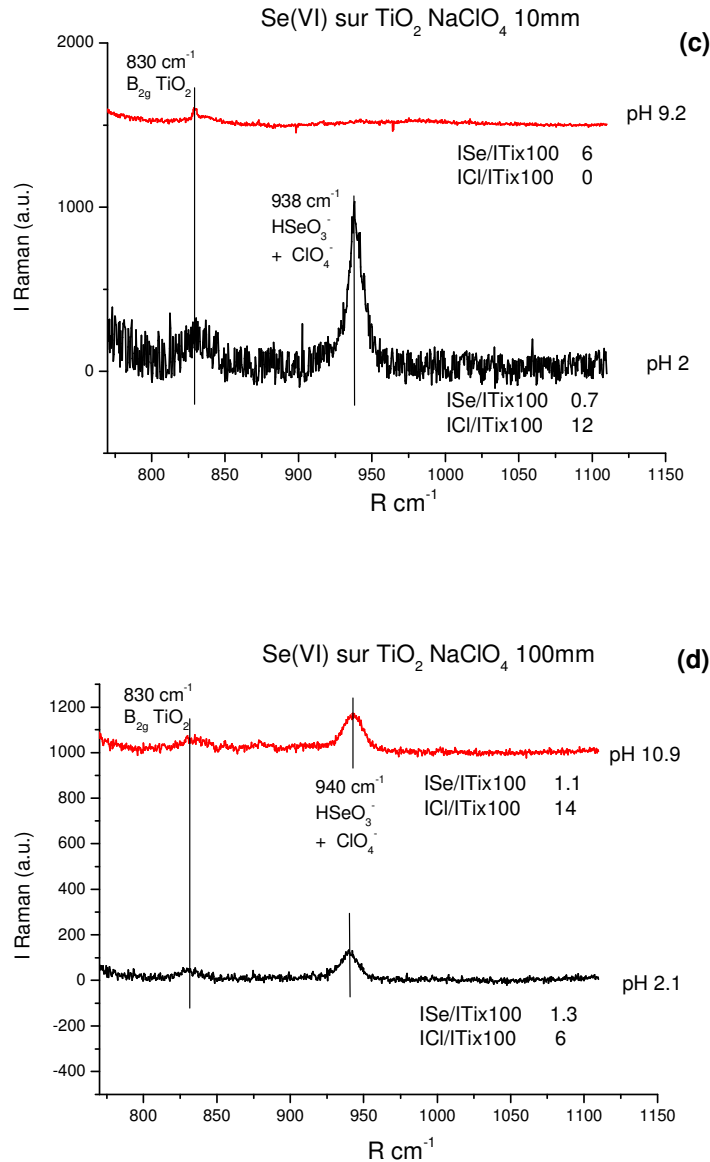 Se(VI) sur TiO₂ NaClO₄ 10mm
(c)
2000
1000
0
I Raman (a.u.)
830 cm⁻¹
B₂g TiO₂
pH 9.2
ISe/ITix100 6
ICl/ITix100 0
938 cm⁻¹
HSeO₃⁻
+ ClO₄⁻
pH 2
ISe/ITix100 0.7
ICl/ITix100 12
800 850 900 950 1000 1050 1100 1150
R cm⁻¹
Se(VI) sur TiO₂ NaClO₄ 100mm
(d)
1200
1000
800
600
400
200
0
-200
-400
I Raman (a.u.)
830 cm⁻¹
B₂g TiO₂
pH 10.9
ISe/ITix100 1.1
ICl/ITix100 14
940 cm⁻¹
HSeO₃⁻
+ ClO₄⁻
pH 2.1
ISe/ITix100 1.3
ICl/ITix100 6
800 850 900 950 1000 1050 1100 1150
R cm⁻¹